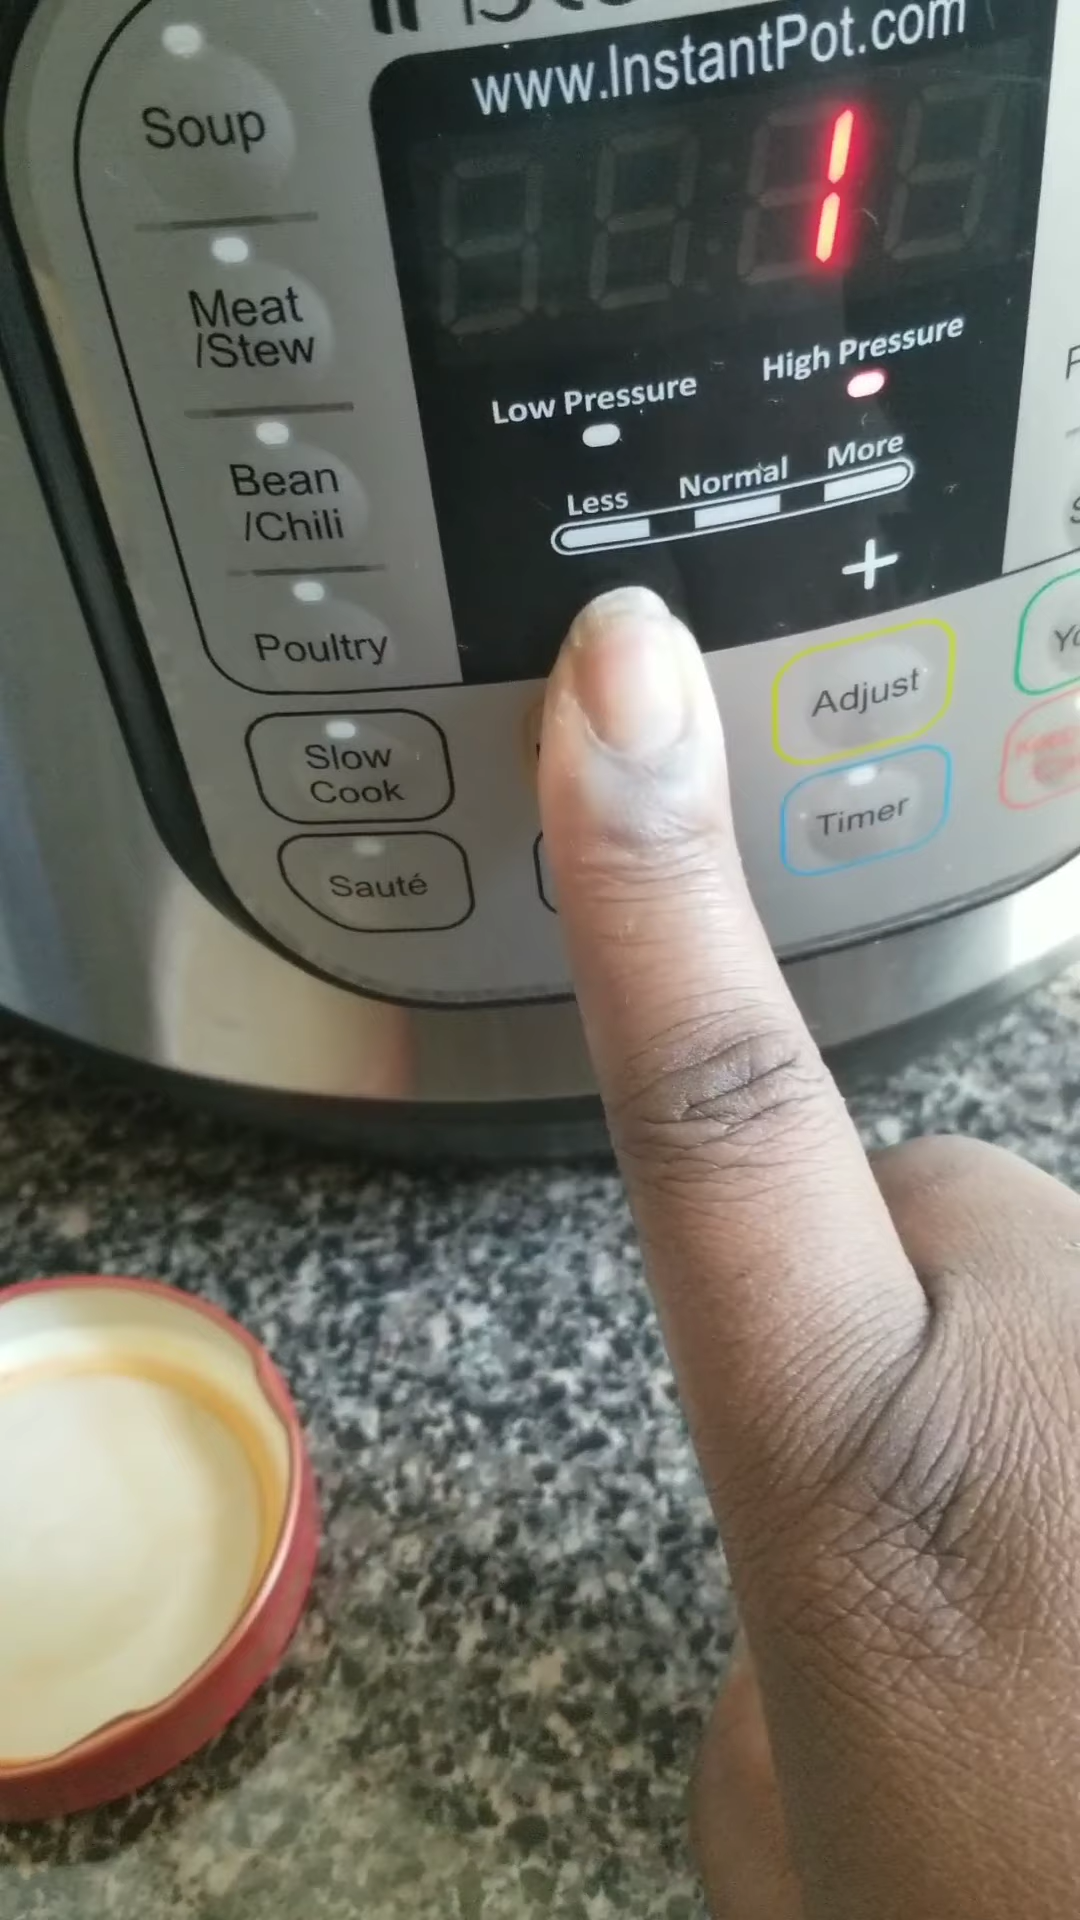 www.InstantPot.com
1
Soup
Meat
/Stew
Bean
/Chili
Poultry
Low Pressure
High Pressure
Less
Normal
More
+
Slow
Cook
Sauté
Adjust
Timer